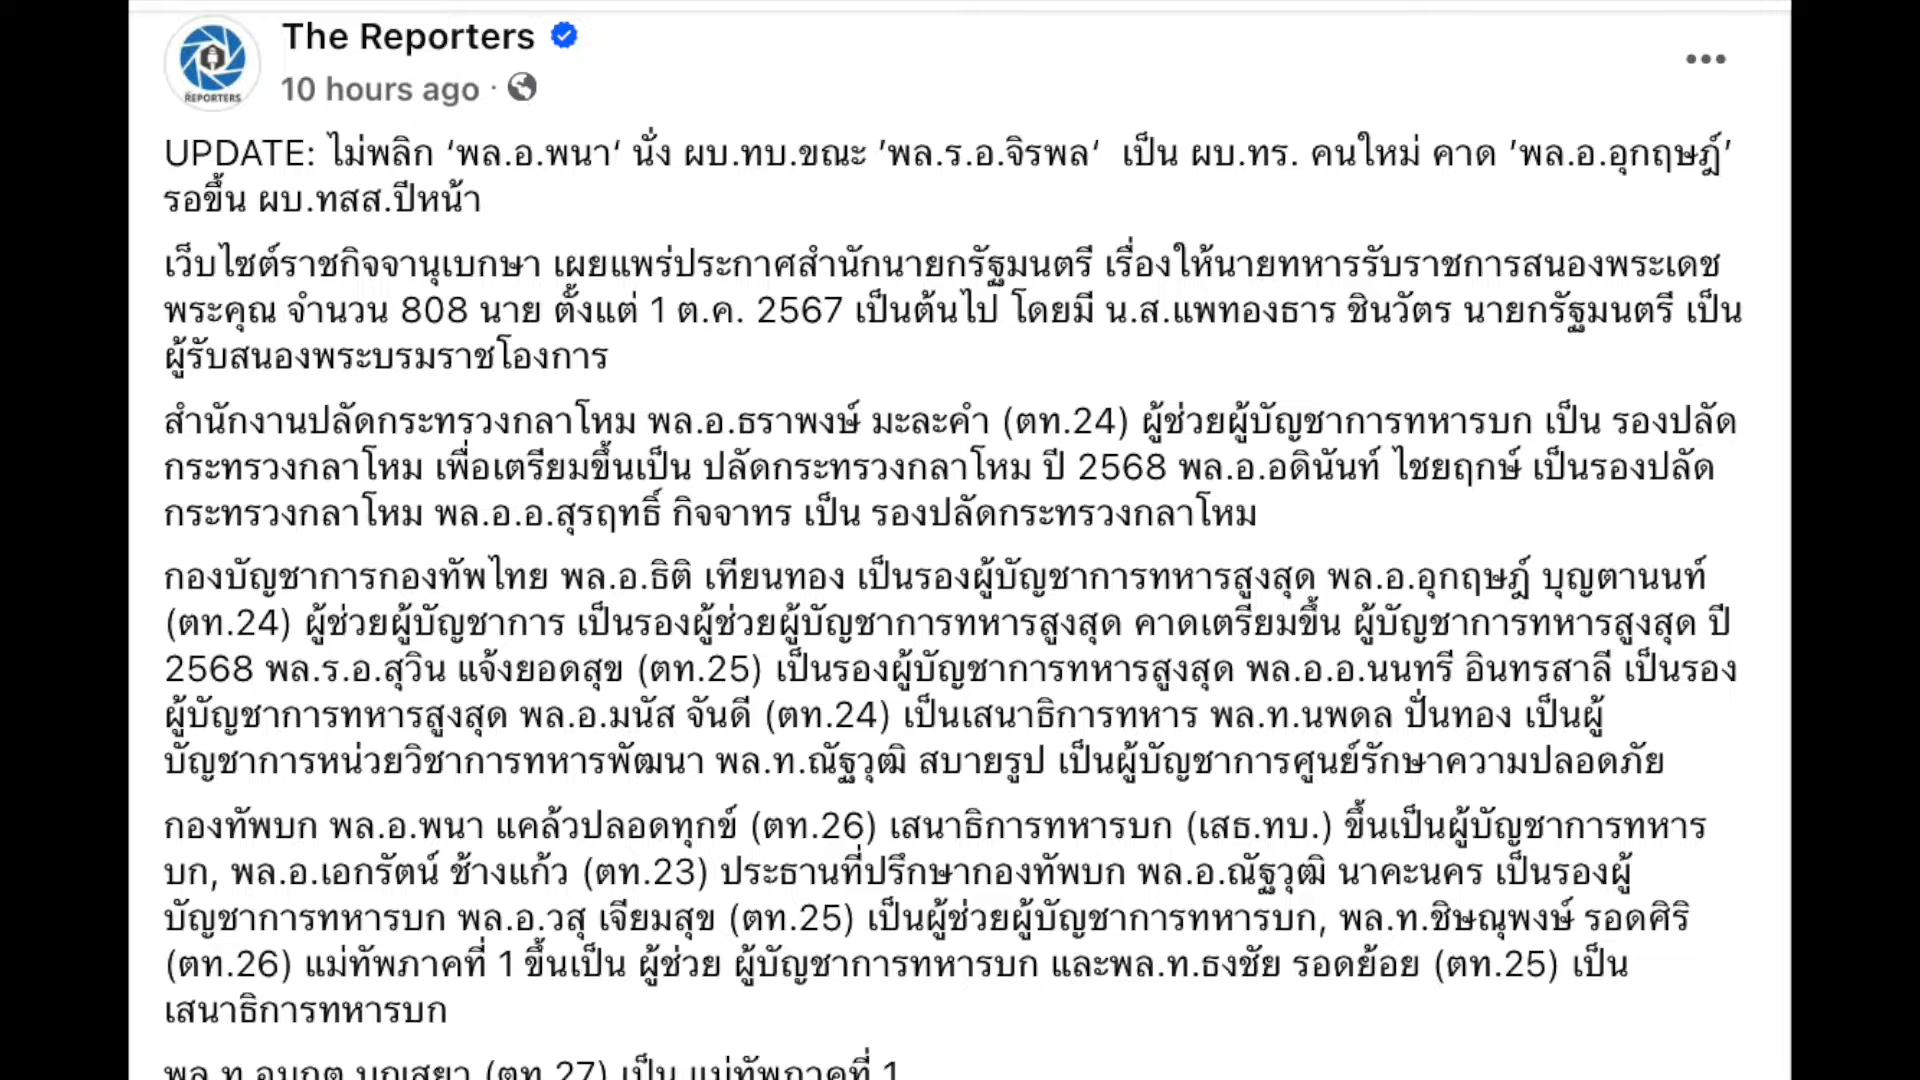 The Reporters
REPORTERS
10 hours ago ·
UPDATE: ไม่พลิก ‘พล.อ.พนา‘ นั่ง ผบ.ทบ.ขณะ ’พล.ร.อ.จิรพล‘ เป็น ผบ.ทร. คนใหม่ คาด ’พล.อ.อุกฤษฎ์’
รอขึ้น ผบ.ทสส.ปีหน้า
เว็บไซต์ราชกิจจานุเบกษา เผยแพร่ประกาศสำนักนายกรัฐมนตรี เรื่องให้นายทหารรับราชการสนองพระเดช
พระคุณ จำนวน 808 นาย ตั้งแต่ 1 ต.ค. 2567 เป็นต้นไป โดยมี น.ส.แพทองธาร ชินวัตร นายกรัฐมนตรี เป็น
ผู้รับสนองพระบรมราชโองการ
สำนักงานปลัดกระทรวงกลาโหม พล.อ.ธราพงษ์ มะละคำ (ตท.24) ผู้ช่วยผู้บัญชาการทหารบก เป็น รองปลัด
กระทรวงกลาโหม เพื่อเตรียมขึ้นเป็น ปลัดกระทรวงกลาโหม ปี 2568 พล.อ.อดินันท์ ไชยฤกษ์ เป็นรองปลัด
กระทรวงกลาโหม พล.อ.อ.สุรฤทธิ์ กิจจาทร เป็น รองปลัดกระทรวงกลาโหม
กองบัญชาการกองทัพไทย พล.อ.ธิติ เทียนทอง เป็นรองผู้บัญชาการทหารสูงสุด พล.อ.อุกฤษฎ์ บุญตานนท์
(ตท.24) ผู้ช่วยผู้บัญชาการ เป็นรองผู้ช่วยผู้บัญชาการทหารสูงสุด คาดเตรียมขึ้น ผู้บัญชาการทหารสูงสุด ปี
2568 พล.ร.อ.สุวิน แจ้งยอดสุข (ตท.25) เป็นรองผู้บัญชาการทหารสูงสุด พล.อ.อ.นนทรี อินทรสาลี เป็นรอง
ผู้บัญชาการทหารสูงสุด พล.อ.มนัส จันดี (ตท.24) เป็นเสนาธิการทหาร พล.ท.นพดล ปั่นทอง เป็นผู้
บัญชาการหน่วยวิชาการทหารพัฒนา พล.ท.ณัฐวุฒิ สบายรูป เป็นผู้บัญชาการศูนย์รักษาความปลอดภัย
กองทัพบก พล.อ.พนา แคล้วปลอดทุกข์ (ตท.26) เสนาธิการทหารบก (เสธ.ทบ.) ขึ้นเป็นผู้บัญชาการทหาร
บก, พล.อ.เอกรัตน์ ช้างแก้ว (ตท.23) ประธานที่ปรึกษากองทัพบก พล.อ.ณัฐวุฒิ นาคะนคร เป็นรองผู้
บัญชาการทหารบก พล.อ.วสุ เจียมสุข (ตท.25) เป็นผู้ช่วยผู้บัญชาการทหารบก, พล.ท.ชิษณุพงษ์ รอดศิริ
(ตท.26) แม่ทัพภาคที่ 1 ขึ้นเป็น ผู้ช่วย ผู้บัญชาการทหารบก และพล.ท.ธงชัย รอดย้อย (ตท.25) เป็น
เสนาธิการทหารบก
พล.ท.อมฤต บุญสุยา (ตท.27) เป็น แม่ทัพภาคที่ 1